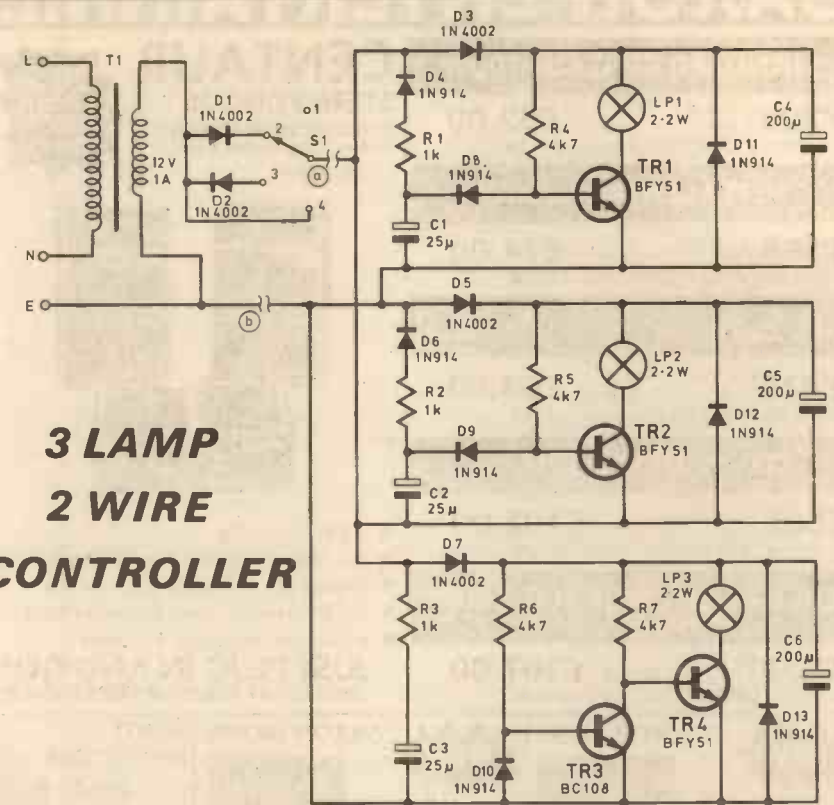 L
T1
D3
1N4002
D4
1N914
R1
1k
D1
1N4002
1
2
S1
12V
1A
3
D2
1N4002
a
4
D8
1N914
R4
4k7
LP1
2·2W
TR1
BFY51
D11
1N914
C4
200µ
C1
25µ
N
E
b
D5
1N4002
D6
1N914
R2
1k
R5
4k7
LP2
2·2W
TR2
BFY51
D9
1N914
D12
1N914
C5
200µ
C2
25µ
3 LAMP
2 WIRE
CONTROLLER
D7
1N4002
R3
1k
R6
4k7
R7
4k7
LP3
2·2W
C6
200µ
TR4
BFY51
D13
1N914
C3
25µ
D10
1N914
TR3
BC108